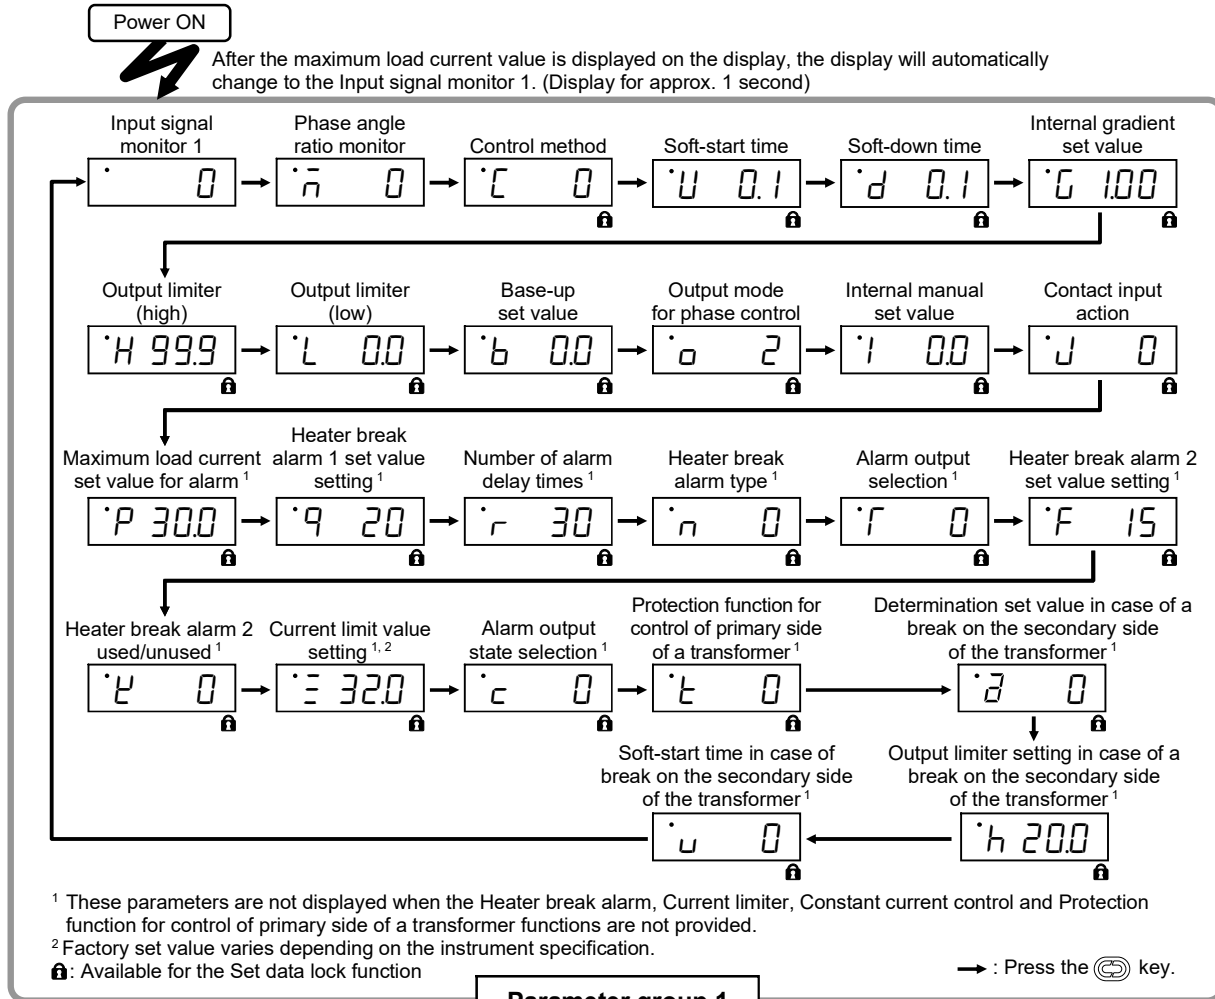 Power ON
After the maximum load current value is displayed on the display, the display will automatically
change to the Input signal monitor 1. (Display for approx. 1 second)
Input signal
monitor 1
0
Phase angle
ratio monitor
0
Control method
C 0
Soft-start time
U 0.1
Soft-down time
d 0.1
Internal gradient
set value
G 1.00
Output limiter
(high)
H 99.9
Output limiter
(low)
L 0.0
Base-up
set value
b 0.0
Output mode
for phase control
o 2
Internal manual
set value
I 0.0
Contact input
action
J 0
Maximum load current
set value for alarm 1
P 30.0
Heater break
alarm 1 set value
setting 1
q 20
Number of alarm
delay times 1
r 30
Heater break
alarm type 1
n 0
Alarm output
selection 1
T 0
Heater break alarm 2
set value setting 1
F 15
Heater break alarm 2
used/unused 1
0
Current limit value
setting 1, 2
32.0
Alarm output
state selection 1
c 0
Protection function for
control of primary side
of a transformer 1
t 0
Determination set value in case of a
break on the secondary side
of the transformer 1
0
Output limiter setting in case of a
break on the secondary side
of the transformer 1
h 20.0
Soft-start time in case of
break on the secondary side
of the transformer 1
u 0
1 These parameters are not displayed when the Heater break alarm, Current limiter, Constant current control and Protection
function for control of primary side of a transformer functions are not provided.
2 Factory set value varies depending on the instrument specification.
: Available for the Set data lock function
: Press the key.
Parameter group 1